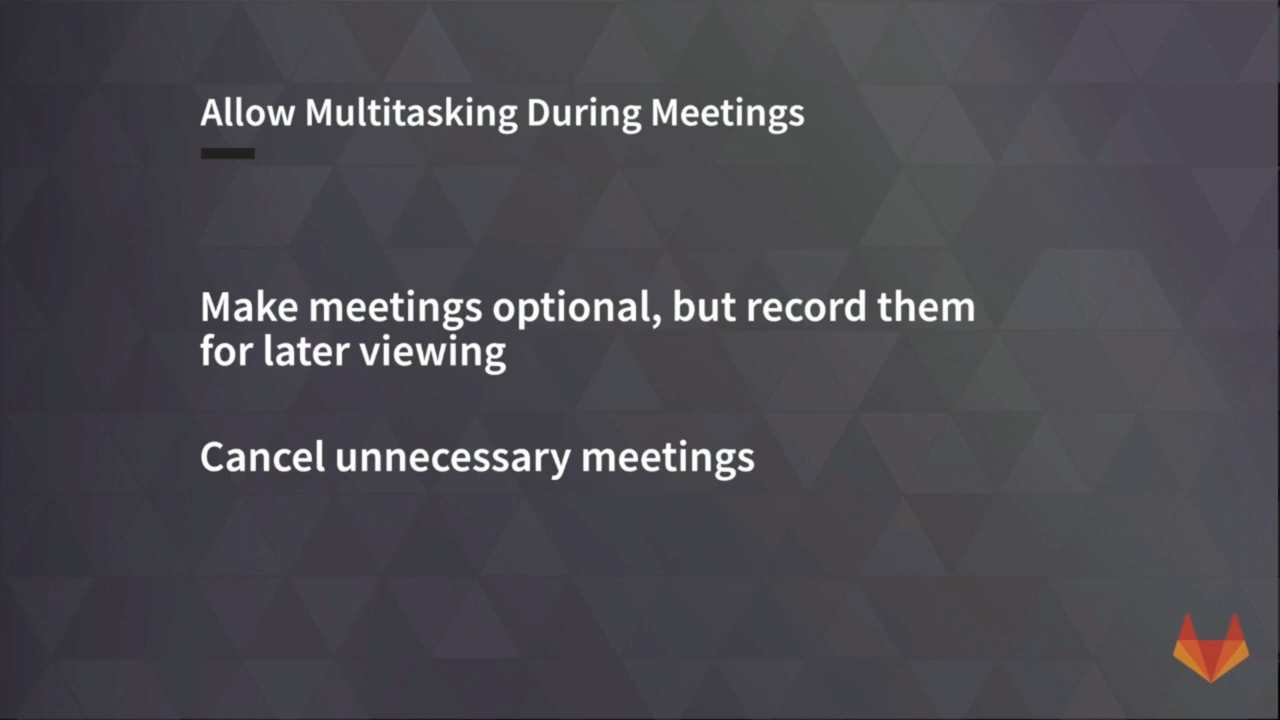 Allow Multitasking During Meetings
Make meetings optional, but record them
for later viewing
Cancel unnecessary meetings